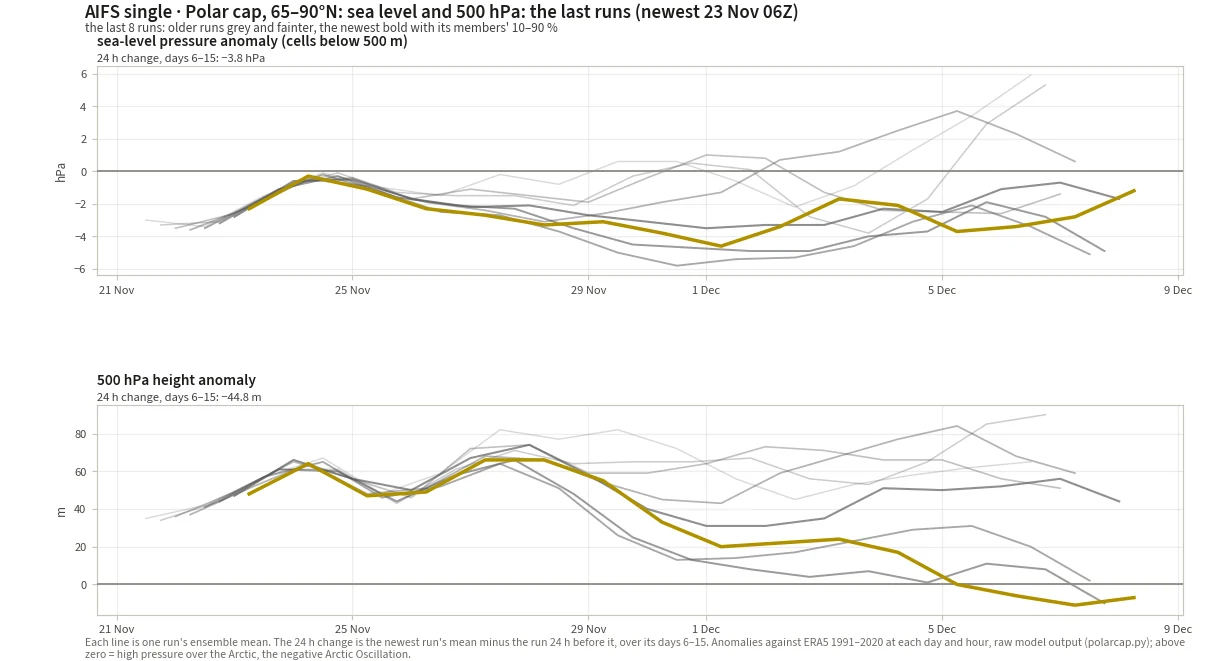 AIFS single · Polar cap, 65–90°N: sea level and 500 hPa: the last runs (newest 23 Nov 06Z)
the last 8 runs: older runs grey and fainter, the newest bold with its members' 10–90 %
sea-level pressure anomaly (cells below 500 m)
24 h change, days 6–15: −3.8 hPa
6
4
2
0
−2
−4
−6
hPa
21 Nov
25 Nov
29 Nov
1 Dec
5 Dec
9 Dec
500 hPa height anomaly
24 h change, days 6–15: −44.8 m
80
60
40
20
0
m
21 Nov
25 Nov
29 Nov
1 Dec
5 Dec
9 Dec
Each line is one run's ensemble mean. The 24 h change is the newest run's mean minus the run 24 h before it, over its days 6–15. Anomalies against ERA5 1991–2020 at each day and hour, raw model output (polarcap.py); above
zero = high pressure over the Arctic, the negative Arctic Oscillation.